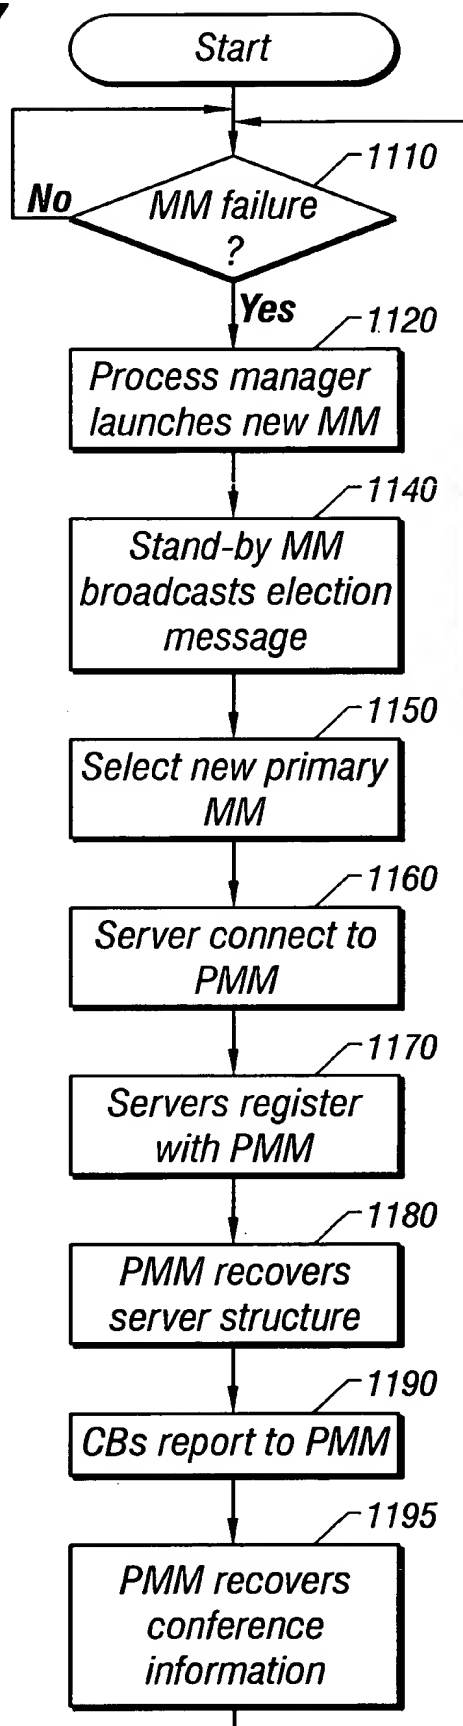 Start
1110
No
MM failure
?
Yes
1120
Process manager
launches new MM
1140
Stand-by MM
broadcasts election
message
1150
Select new primary
MM
1160
Server connect to
PMM
1170
Servers register
with PMM
1180
PMM recovers
server structure
1190
CBs report to PMM
1195
PMM recovers
conference
information